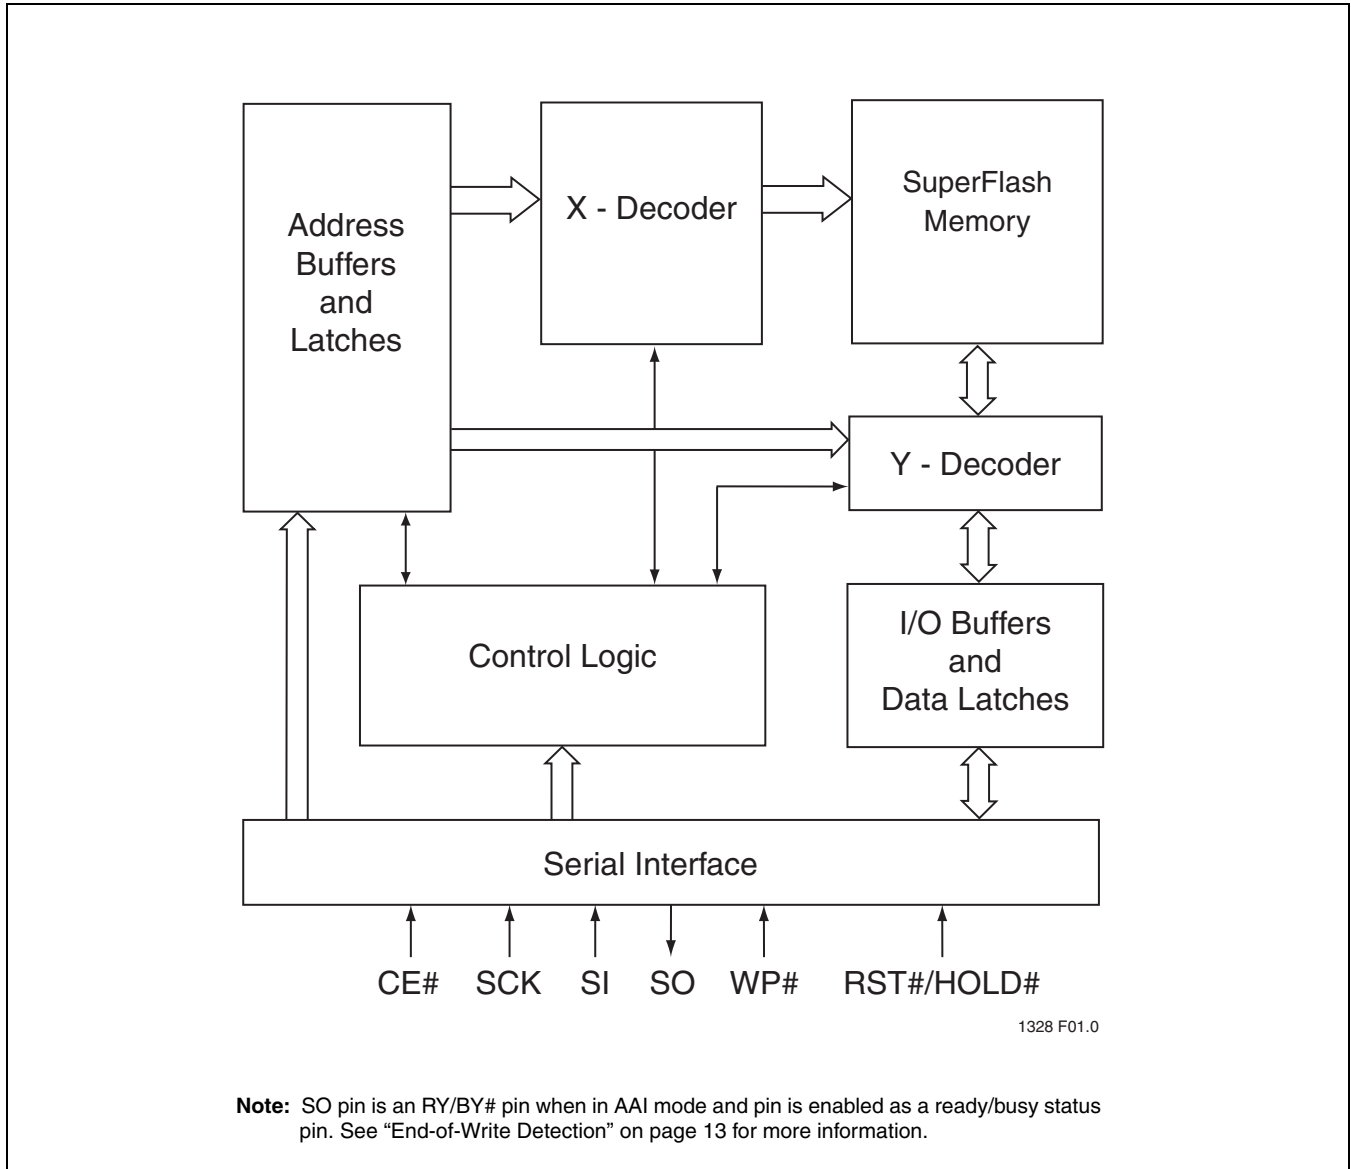 Address
Buffers
and
Latches
X - Decoder
SuperFlash
Memory
Y - Decoder
Control Logic
I/O Buffers
and
Data Latches
Serial Interface
CE# SCK SI SO WP# RST#/HOLD#
1328 F01.0
Note: SO pin is an RY/BY# pin when in AAI mode and pin is enabled as a ready/busy status
pin. See “End-of-Write Detection” on page 13 for more information.